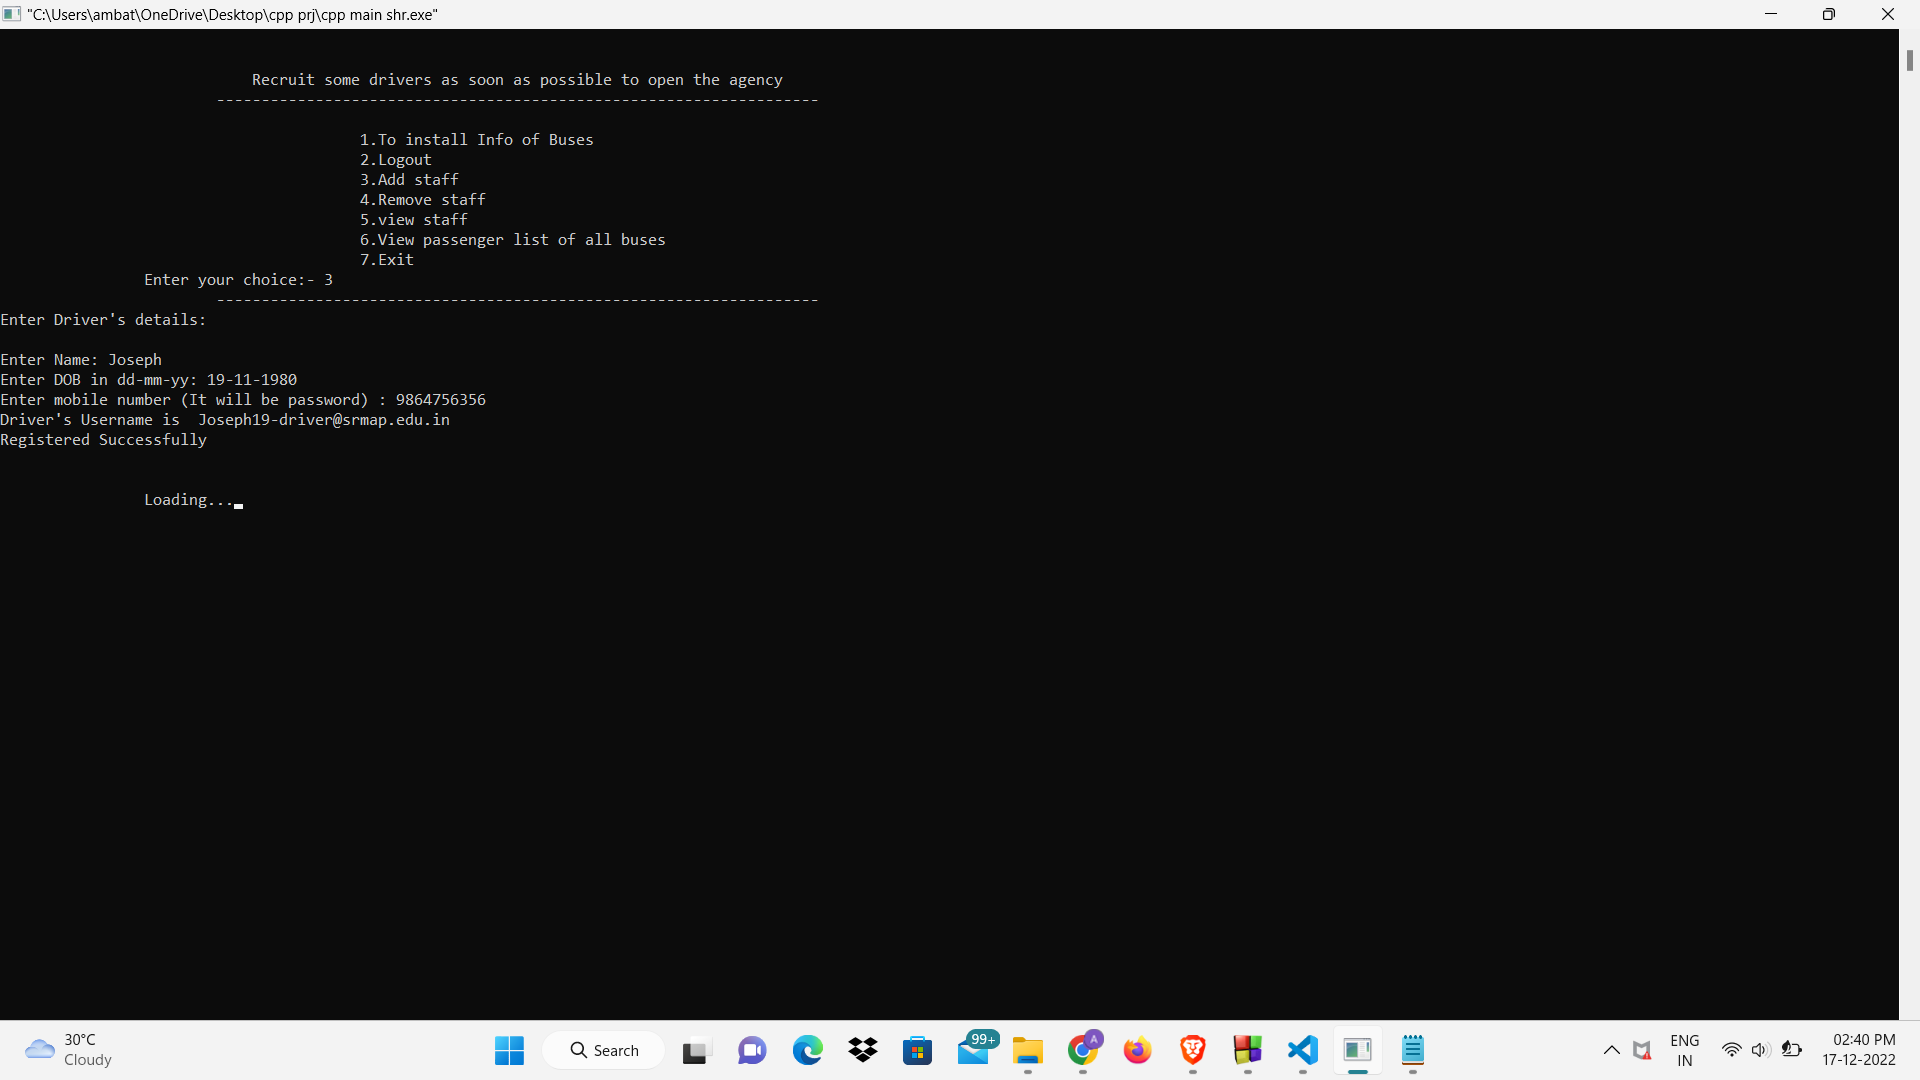 "C:\Users\ambat\OneDrive\Desktop\cpp prj\cpp main shr.exe"
Recruit some drivers as soon as possible to open the agency
-------------------------------------------------------------------
1.To install Info of Buses
2.Logout
3.Add staff
4.Remove staff
5.view staff
6.View passenger list of all buses
7.Exit
Enter your choice:- 3
-------------------------------------------------------------------
Enter Driver's details:
Enter Name: Joseph
Enter DOB in dd-mm-yy: 19-11-1980
Enter mobile number (It will be password) : 9864756356
Driver's Username is  Joseph19-driver@srmap.edu.in
Registered Successfully
Loading...
30°C
Cloudy
Search
99+
A
ENG
IN
02:40 PM
17-12-2022